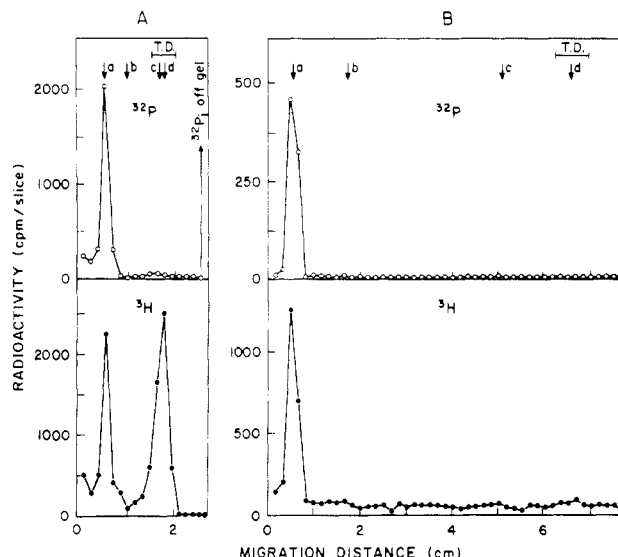 A
B
T.D.
a b c d
T.D.
a b c d
2000
1000
0
32p
32Pi off gel
500
250
0
32p
RADIOACTIVITY (cpm/slice)
2000
1000
500
0
3H
1000
500
0
3H
0 2
0 2 4 6
MIGRATION DISTANCE (cm)